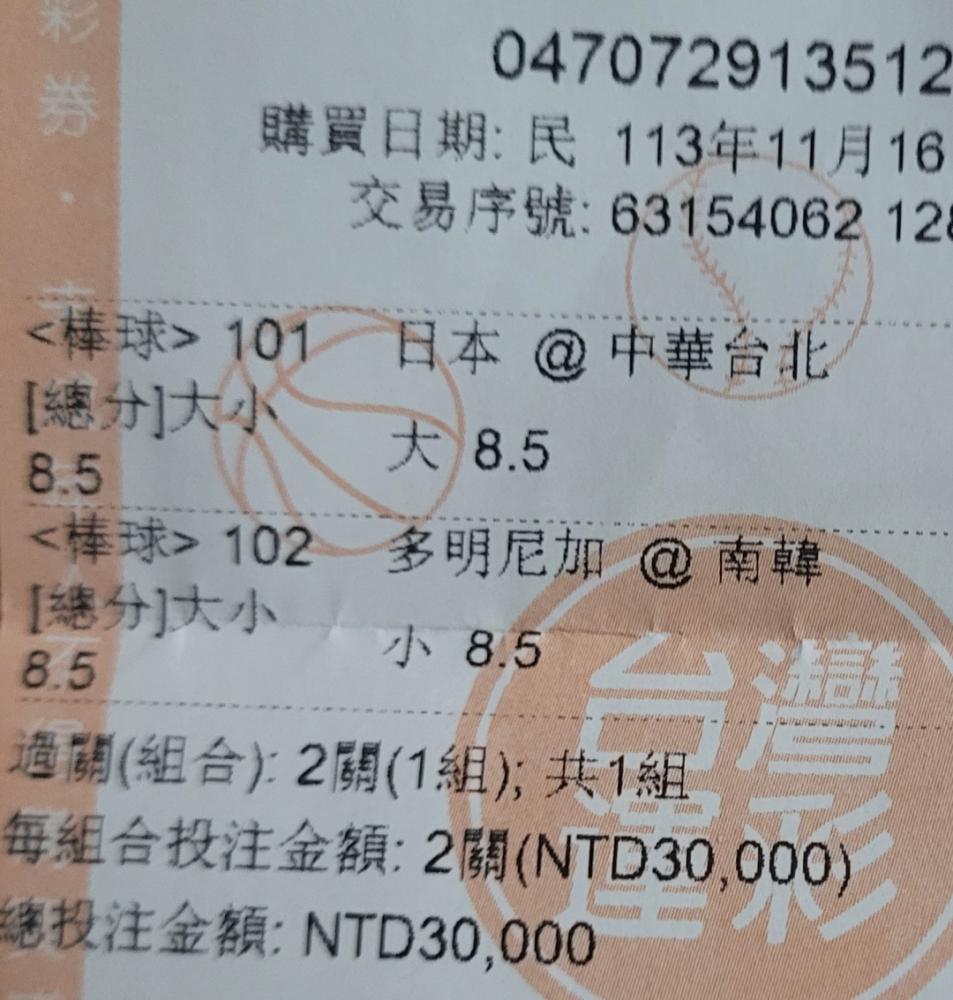 彩券·
047072913512
購買日期: 民 113年11月16
交易序號: 63154062 128
<棒球> 101 日本 @ 中華台北
[總分]大小
8.5 大 8.5
<棒球> 102 多明尼加 @ 南韓
[總分]大小
8.5 小 8.5
過關(組合): 2關(1組); 共1組
每組合投注金額: 2關(NTD30,000)
總投注金額: NTD30,000
台灣
運彩